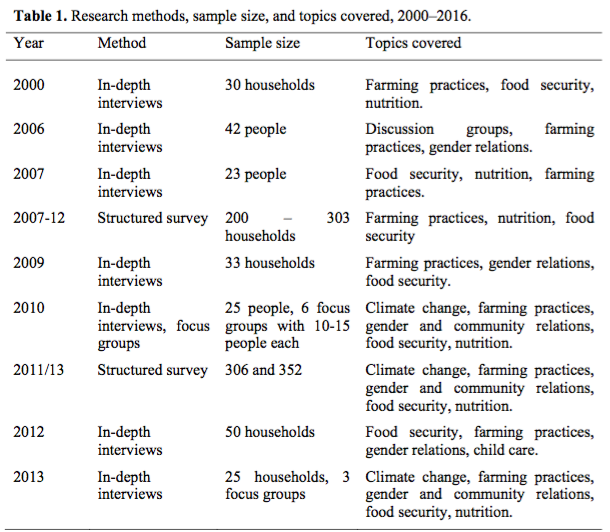 Table 1. Research methods, sample size, and topics covered, 2000–2016.
Year Method Sample size Topics covered
2000 In-depth interviews 30 households Farming practices, food security, nutrition.
2006 In-depth interviews 42 people Discussion groups, farming practices, gender relations.
2007 In-depth interviews 23 people Food security, nutrition, farming practices.
2007-12 Structured survey 200 – 303 households Farming practices, nutrition, food security
2009 In-depth interviews 33 households Farming practices, gender relations, food security.
2010 In-depth interviews, focus groups 25 people, 6 focus groups with 10-15 people each Climate change, farming practices, gender and community relations, food security, nutrition.
2011/13 Structured survey 306 and 352 Climate change, farming practices, gender and community relations, food security, nutrition.
2012 In-depth interviews 50 households Food security, farming practices, gender relations, child care.
2013 In-depth interviews 25 households, 3 focus groups Climate change, farming practices, gender and community relations, food security, nutrition.